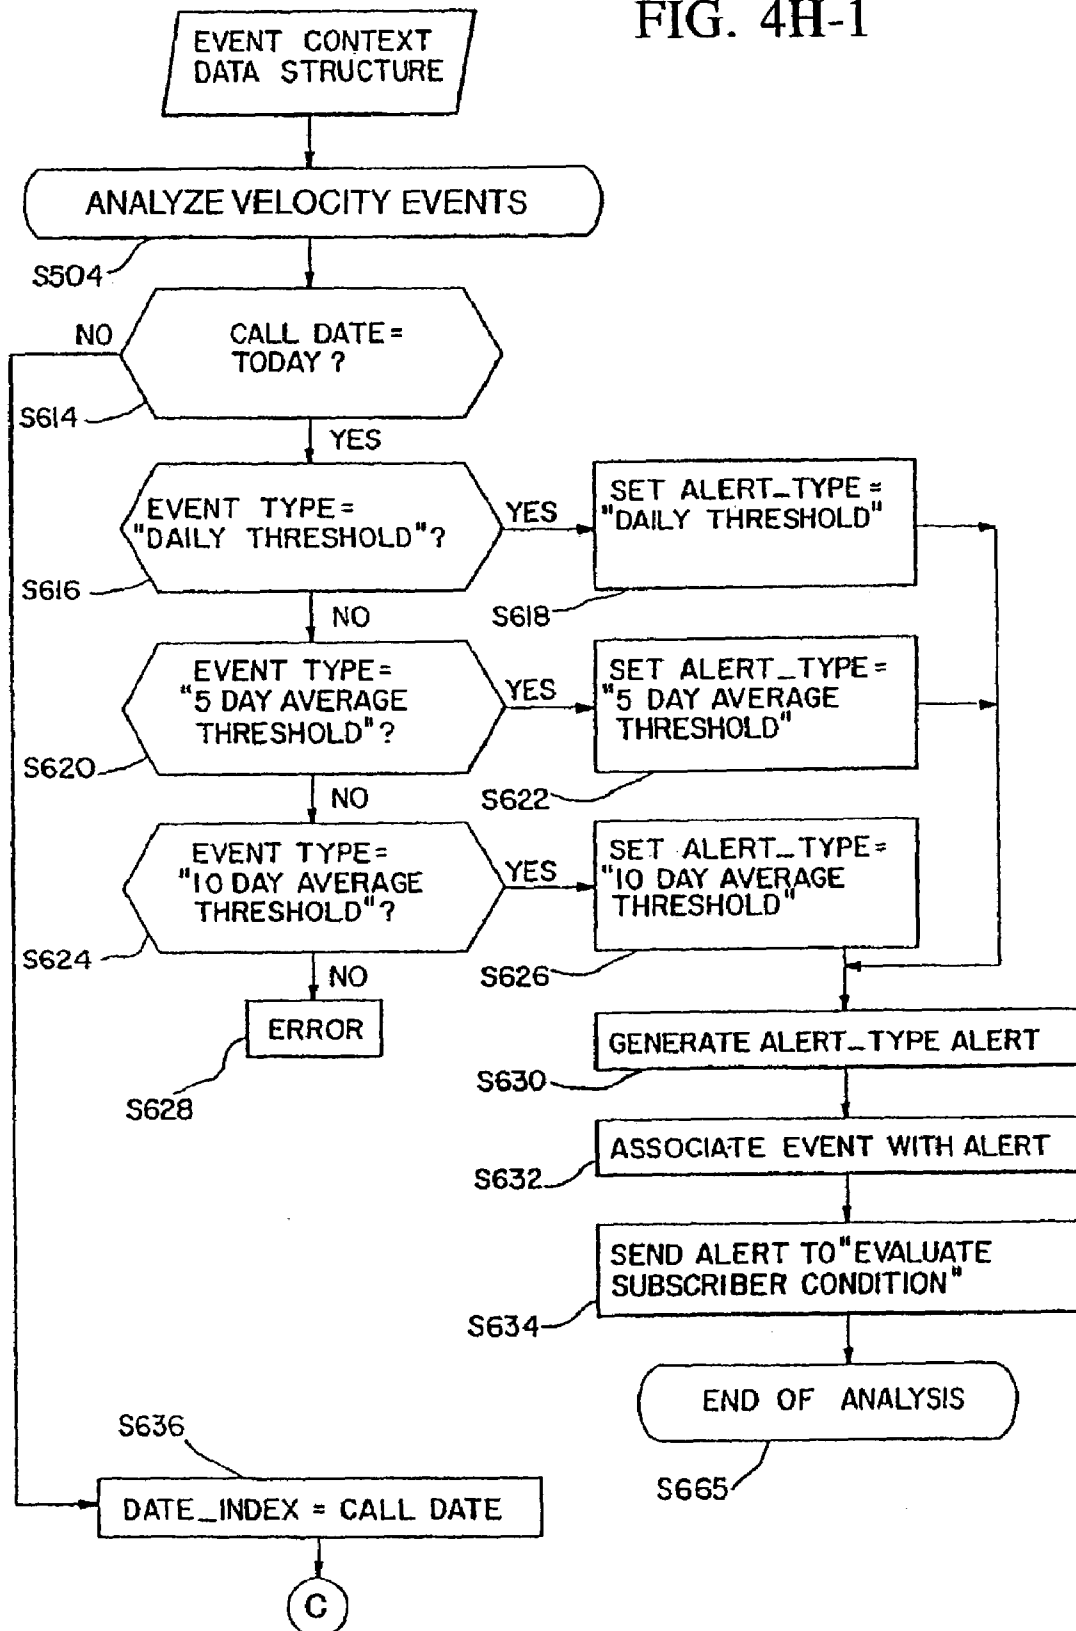 FIG. 4H-1
EVENT CONTEXT
DATA STRUCTURE
ANALYZE VELOCITY EVENTS
S504
NO
CALL DATE =
TODAY ?
S614
YES
EVENT TYPE =
"DAILY THRESHOLD" ?
YES
SET ALERT_TYPE =
"DAILY THRESHOLD"
S616
S618
NO
EVENT TYPE =
"5 DAY AVERAGE
THRESHOLD" ?
YES
SET ALERT_TYPE =
"5 DAY AVERAGE
THRESHOLD"
S620
S622
NO
EVENT TYPE =
"10 DAY AVERAGE
THRESHOLD" ?
YES
SET ALERT_TYPE =
"10 DAY AVERAGE
THRESHOLD"
S624
S626
NO
ERROR
S628
GENERATE ALERT_TYPE ALERT
S630
ASSOCIATE EVENT WITH ALERT
S632
SEND ALERT TO "EVALUATE
SUBSCRIBER CONDITION"
S634
END OF ANALYSIS
S665
S636
DATE_INDEX = CALL DATE
C